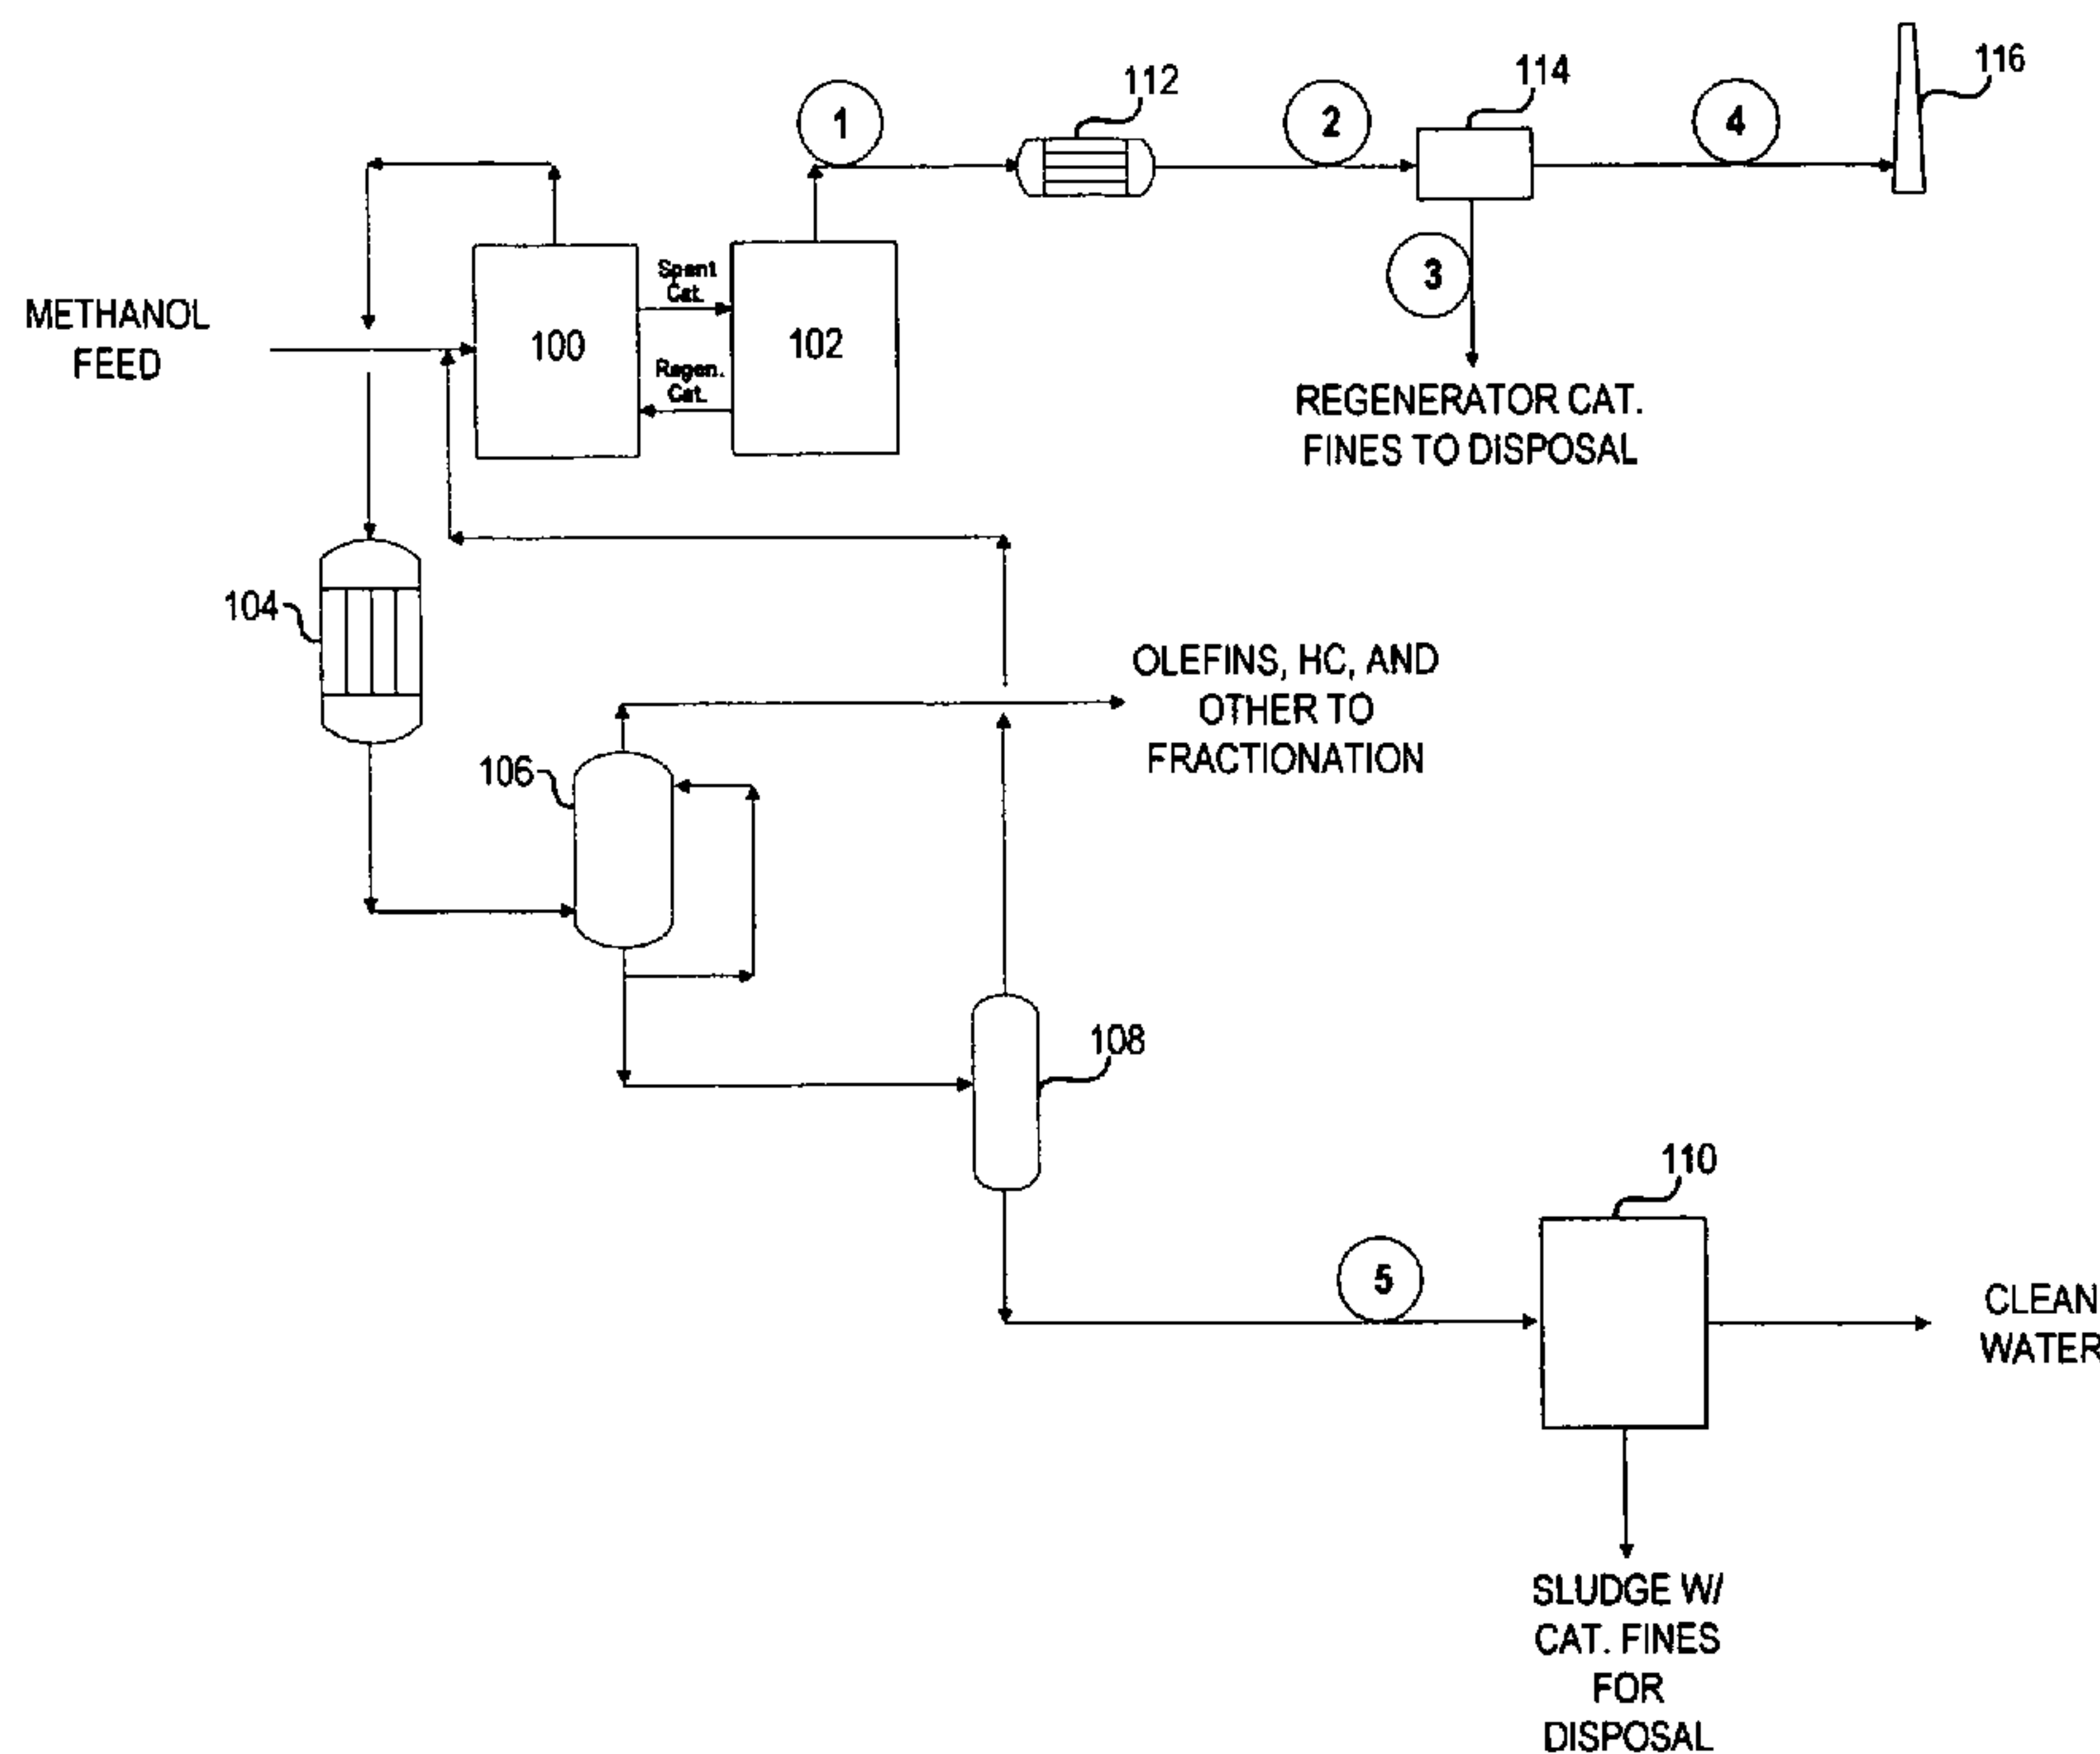 112
114
116
1
2
4
3
Spent
Cat.
METHANOL
FEED
100
102
Regen.
Cat.
REGENERATOR CAT.
FINES TO DISPOSAL
104
OLEFINS, HC, AND
OTHER TO
FRACTIONATION
106
108
110
5
CLEAN
WATER
SLUDGE W/
CAT. FINES
FOR
DISPOSAL